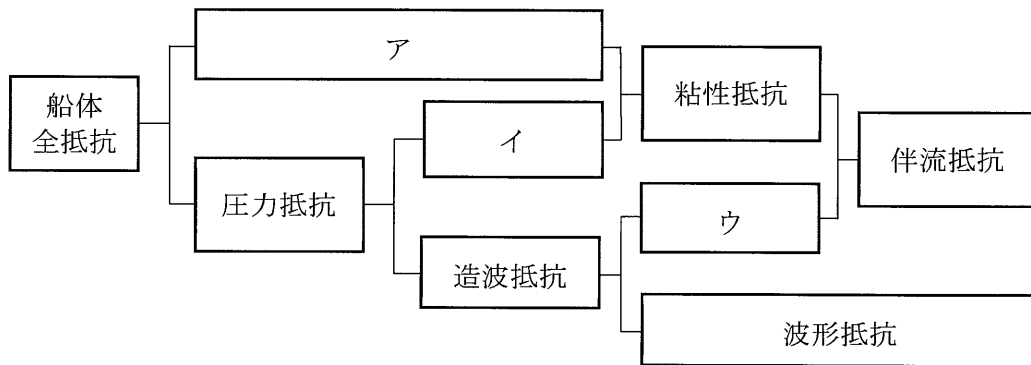 船体
全抵抗
ア
圧力抵抗
イ
造波抵抗
粘性抵抗
ウ
波形抵抗
伴流抵抗